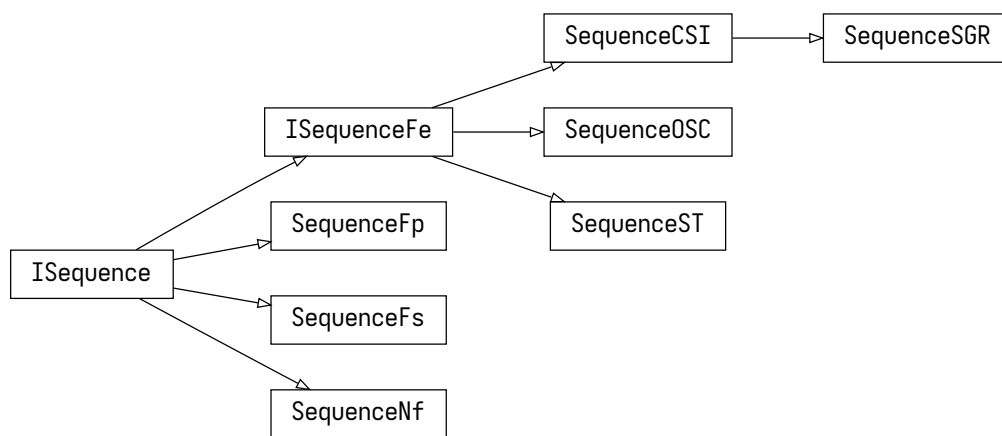 SequenceCSI
SequenceSGR
ISequenceFe
SequenceOSC
SequenceFp
SequenceST
ISequence
SequenceFs
SequenceNf